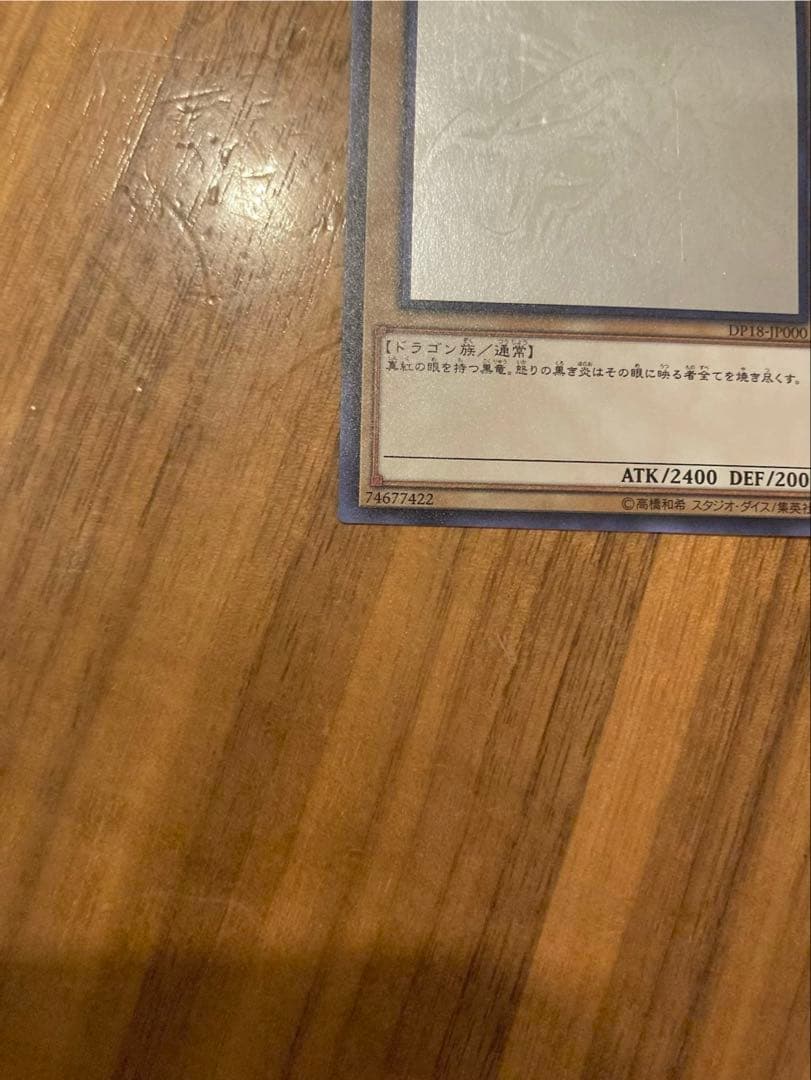 DP18-JP000
【ドラゴン族／通常】
真紅の眼を持つ黒竜。怒りの黒き炎はその眼に映る者全てを焼き尽くす。
ATK/2400 DEF/200
74677422
©高橋和希 スタジオ・ダイス/集英社